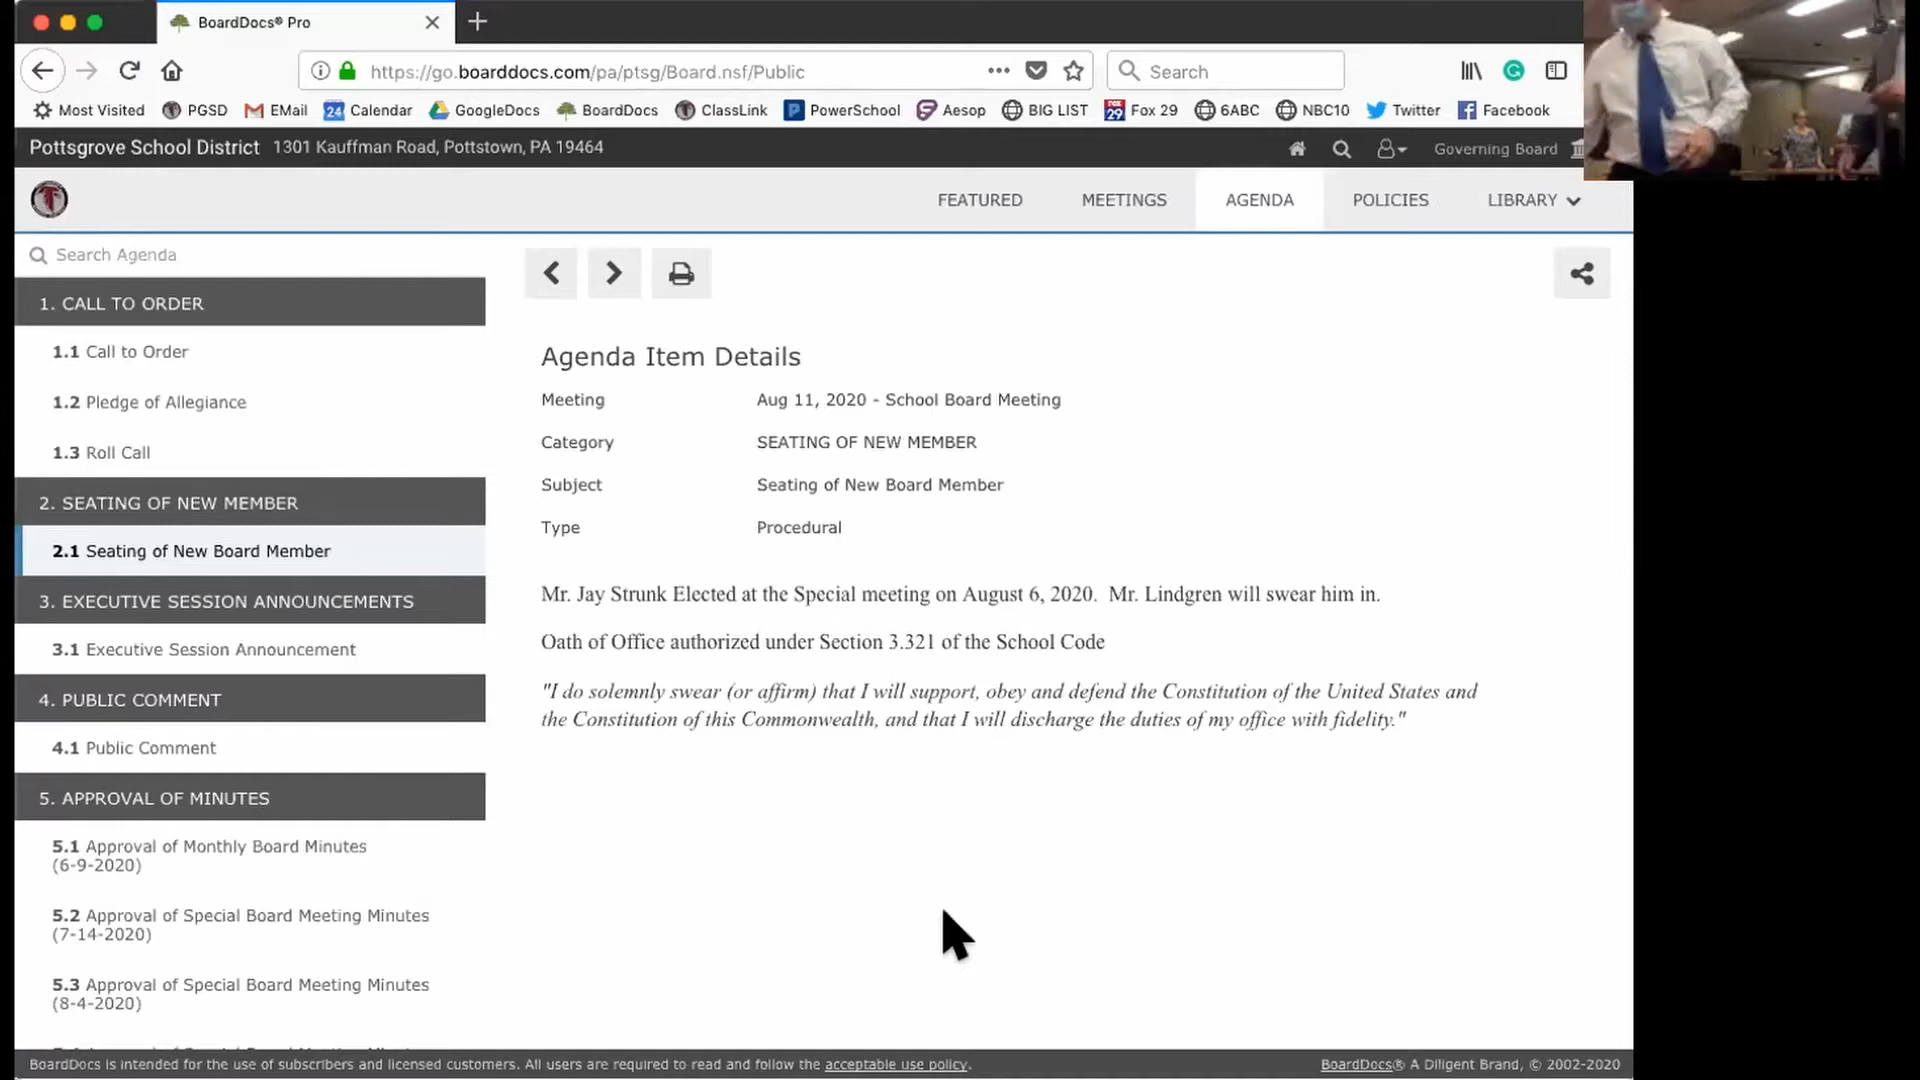 BoardDocs® Pro
https://go.boarddocs.com/pa/ptsg/Board.nsf/Public
Search
Most Visited
PGSD
EMail
24
Calendar
GoogleDocs
BoardDocs
ClassLink
PowerSchool
Aesop
BIG LIST
Fox 29
6ABC
NBC10
Twitter
Facebook
Pottsgrove School District 1301 Kauffman Road, Pottstown, PA 19464
Governing Board
FEATURED
MEETINGS
AGENDA
POLICIES
LIBRARY
Search Agenda
1. CALL TO ORDER
1.1 Call to Order
1.2 Pledge of Allegiance
1.3 Roll Call
2. SEATING OF NEW MEMBER
2.1 Seating of New Board Member
3. EXECUTIVE SESSION ANNOUNCEMENTS
3.1 Executive Session Announcement
4. PUBLIC COMMENT
4.1 Public Comment
5. APPROVAL OF MINUTES
5.1 Approval of Monthly Board Minutes
(6-9-2020)
5.2 Approval of Special Board Meeting Minutes
(7-14-2020)
5.3 Approval of Special Board Meeting Minutes
(8-4-2020)
Agenda Item Details
Meeting Aug 11, 2020 - School Board Meeting
Category SEATING OF NEW MEMBER
Subject Seating of New Board Member
Type Procedural
Mr. Jay Strunk Elected at the Special meeting on August 6, 2020. Mr. Lindgren will swear him in.
Oath of Office authorized under Section 3.321 of the School Code
"I do solemnly swear (or affirm) that I will support, obey and defend the Constitution of the United States and
the Constitution of this Commonwealth, and that I will discharge the duties of my office with fidelity."
BoardDocs is intended for the use of subscribers and licensed customers. All users are required to read and follow the acceptable use policy.
BoardDocs® A Diligent Brand, © 2002-2020